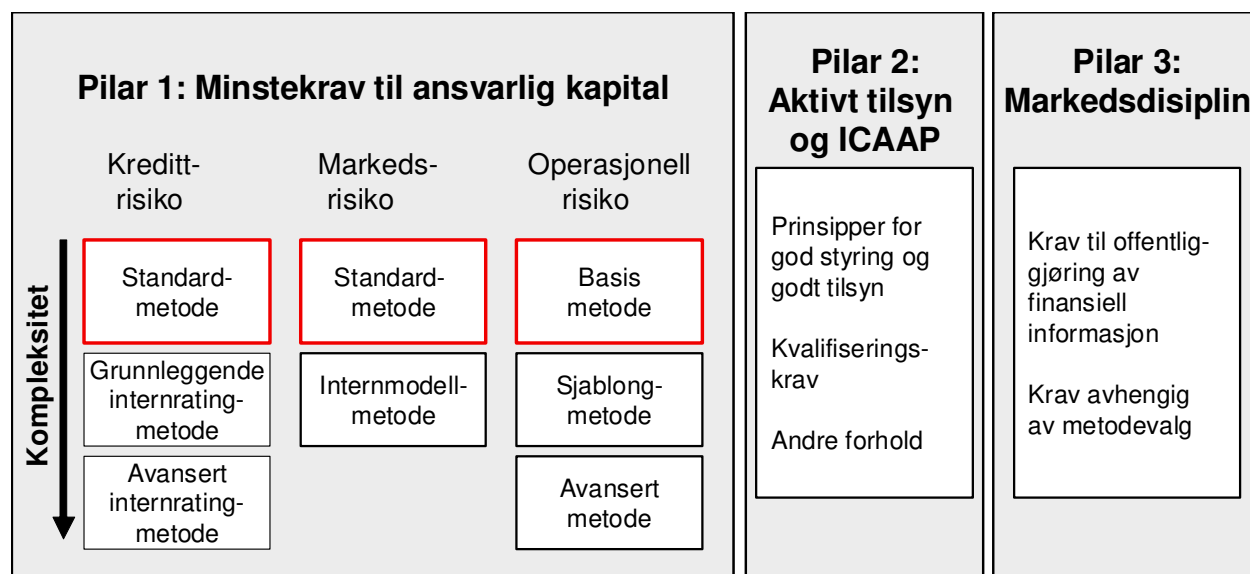 Pilar 1: Minstekrav til ansvarlig kapital
Kreditt-
risiko
Markeds-
risiko
Operasjonell
risiko
Kompleksitet
Standard-
metode
Standard-
metode
Basis
metode
Grunnleggende
internrating-
metode
Internmodell-
metode
Sjablong-
metode
Avansert
internrating-
metode
Avansert
metode
Pilar 2:
Aktivt tilsyn
og ICAAP
Prinsipper for
god styring og
godt tilsyn
Kvalifiserings-
krav
Andre forhold
Pilar 3:
Markedsdisiplin
Krav til offentlig-
gjøring av
finansiell
informasjon
Krav avhengig
av metodevalg